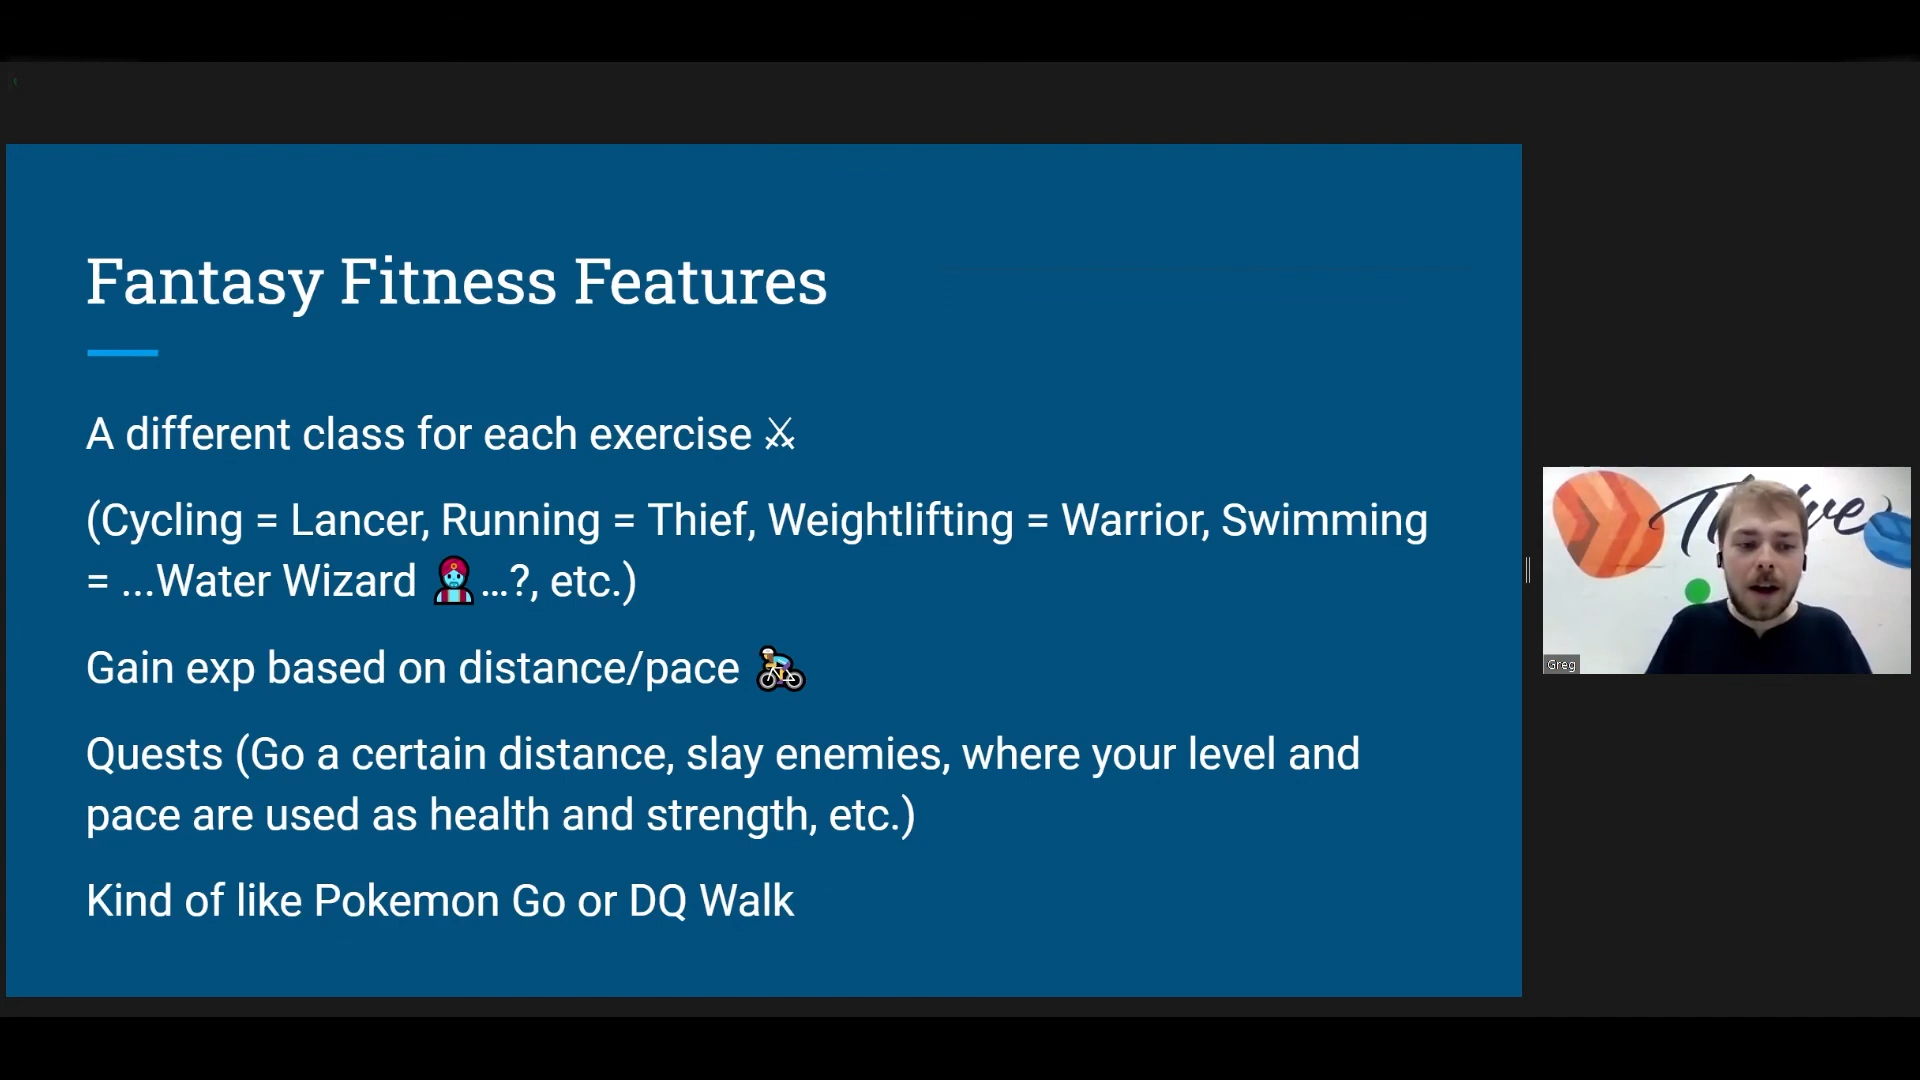 Fantasy Fitness Features
A different class for each exercise ⚔
(Cycling = Lancer, Running = Thief, Weightlifting = Warrior, Swimming
= ...Water Wizard 🧞...?, etc.)
Gain exp based on distance/pace 🚴
Quests (Go a certain distance, slay enemies, where your level and
pace are used as health and strength, etc.)
Kind of like Pokemon Go or DQ Walk
Thrive
Greg